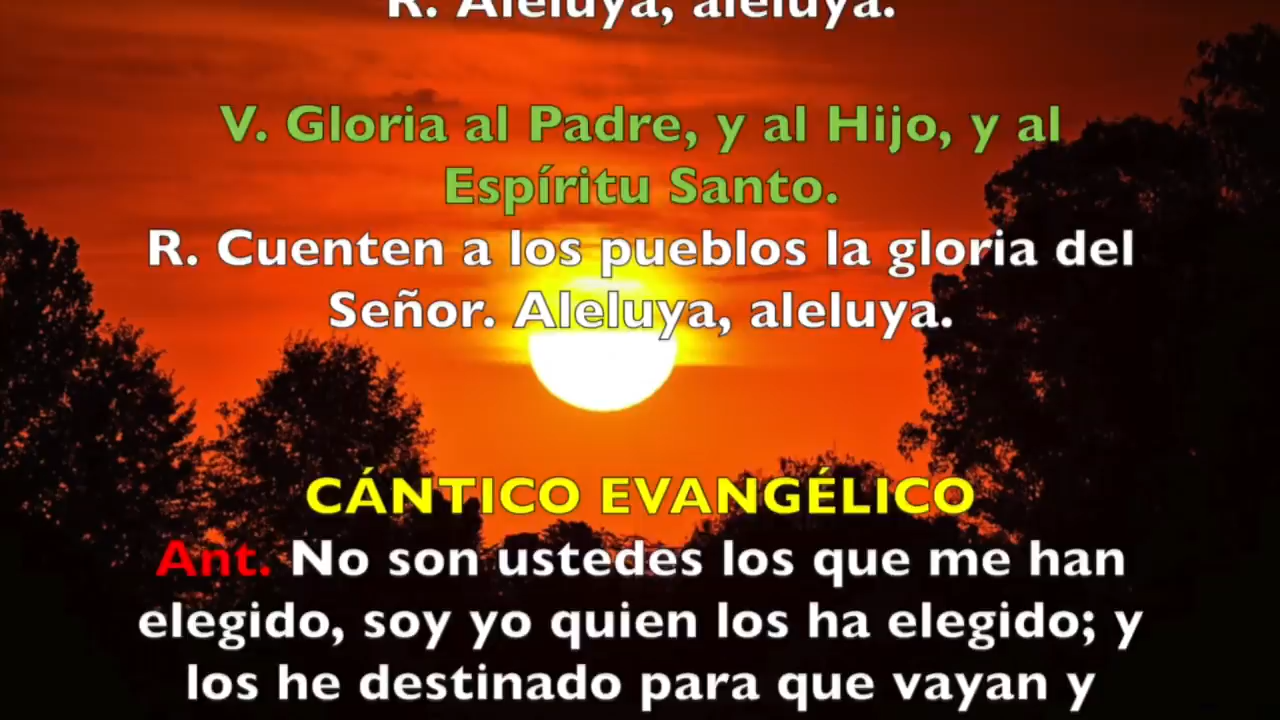 R. Aleluya, aleluya.
V. Gloria al Padre, y al Hijo, y al
Espíritu Santo.
R. Cuenten a los pueblos la gloria del
Señor. Aleluya, aleluya.
CÁNTICO EVANGÉLICO
Ant. No son ustedes los que me han
elegido, soy yo quien los ha elegido; y
los he destinado para que vayan y